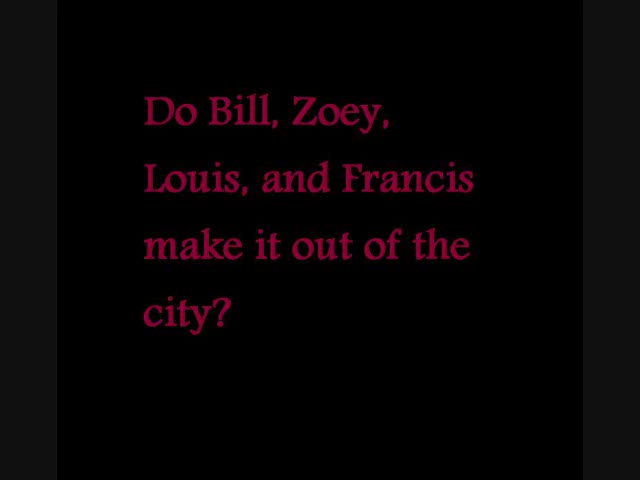 Do Bill, Zoey,
Louis, and Francis
make it out of the
city?